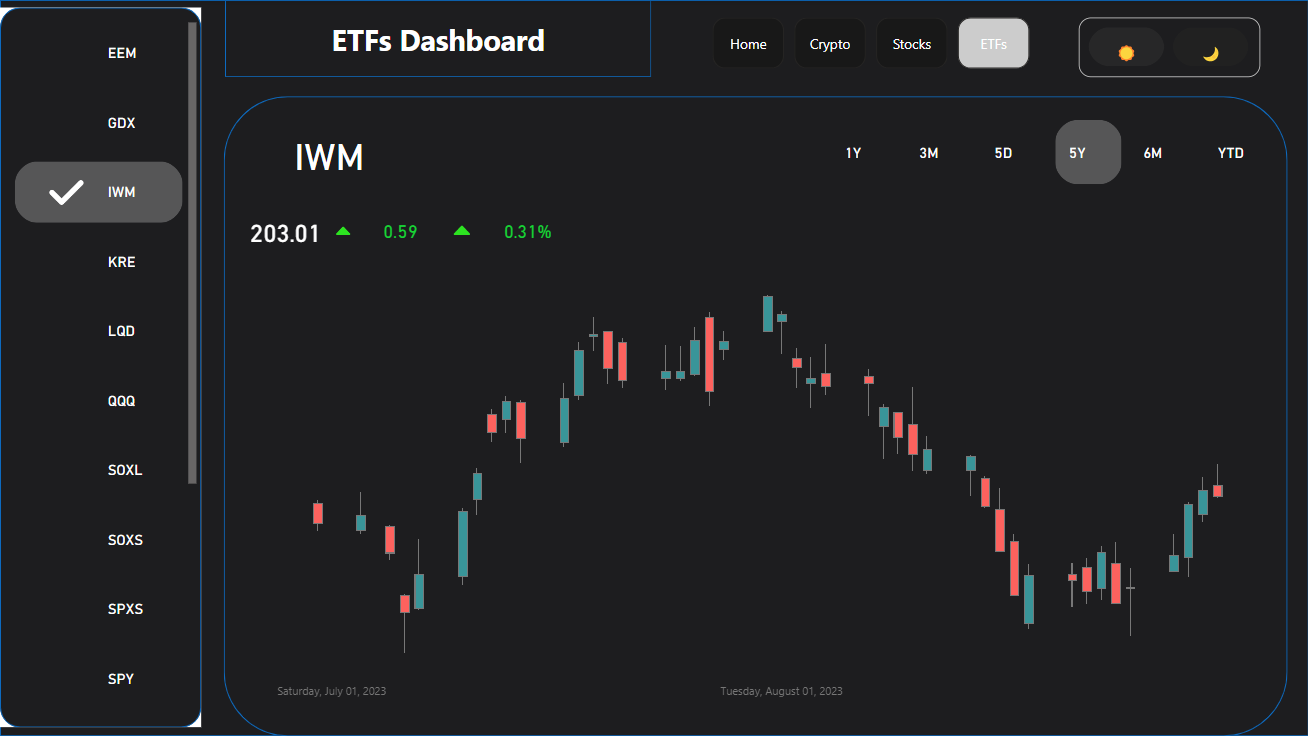 ETFs Dashboard
Home
Crypto
Stocks
ETFs
EEM
GDX
IWM
KRE
LQD
QQQ
SOXL
SOXS
SPXS
SPY
IWM
1Y
3M
5D
5Y
6M
YTD
203.01
0.59
0.31%
Saturday, July 01, 2023
Tuesday, August 01, 2023